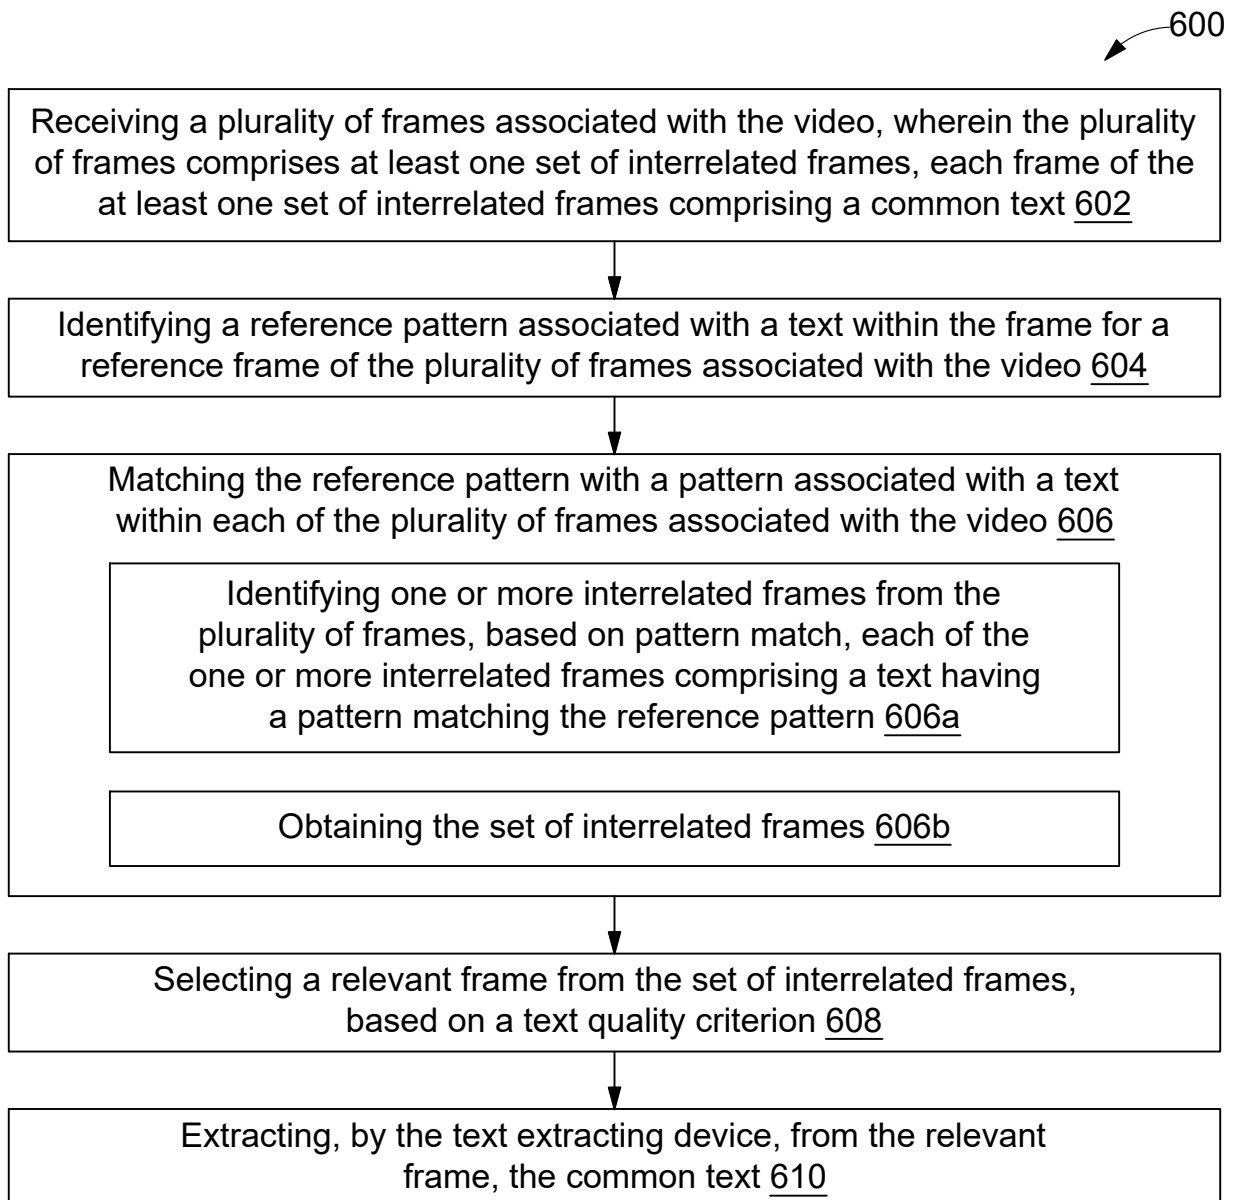 600
Receiving a plurality of frames associated with the video, wherein the plurality
of frames comprises at least one set of interrelated frames, each frame of the
at least one set of interrelated frames comprising a common text 602
Identifying a reference pattern associated with a text within the frame for a
reference frame of the plurality of frames associated with the video 604
Matching the reference pattern with a pattern associated with a text
within each of the plurality of frames associated with the video 606
Identifying one or more interrelated frames from the
plurality of frames, based on pattern match, each of the
one or more interrelated frames comprising a text having
a pattern matching the reference pattern 606a
Obtaining the set of interrelated frames 606b
Selecting a relevant frame from the set of interrelated frames,
based on a text quality criterion 608
Extracting, by the text extracting device, from the relevant
frame, the common text 610